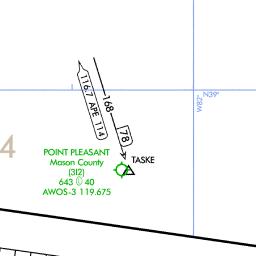 116.7 APE 114
168
78
N39°
W82°
4
TASKE
POINT PLEASANT
Mason County
(3I2)
643 © 40
AWOS-3 119.675